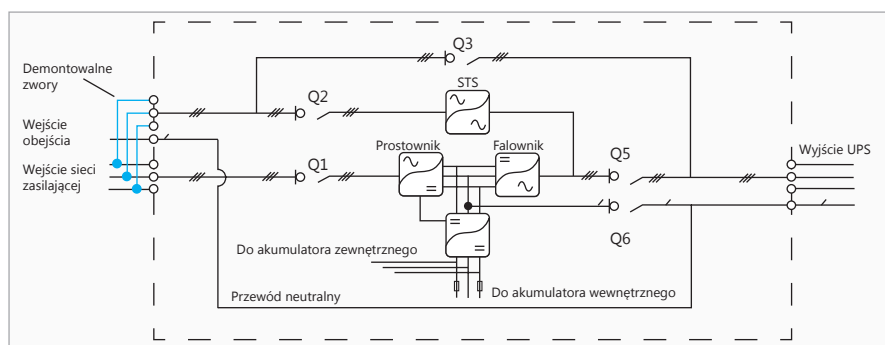 Q3
Demontowalne
zwory
STS
Q2
Wejście
obejścia
Prostownik
Falownik
Q5
Wyjście UPS
Wejście sieci
zasilającej
Q1
Q6
Do akumulatora zewnętrznego
Do akumulatora wewnętrznego
Przewód neutralny